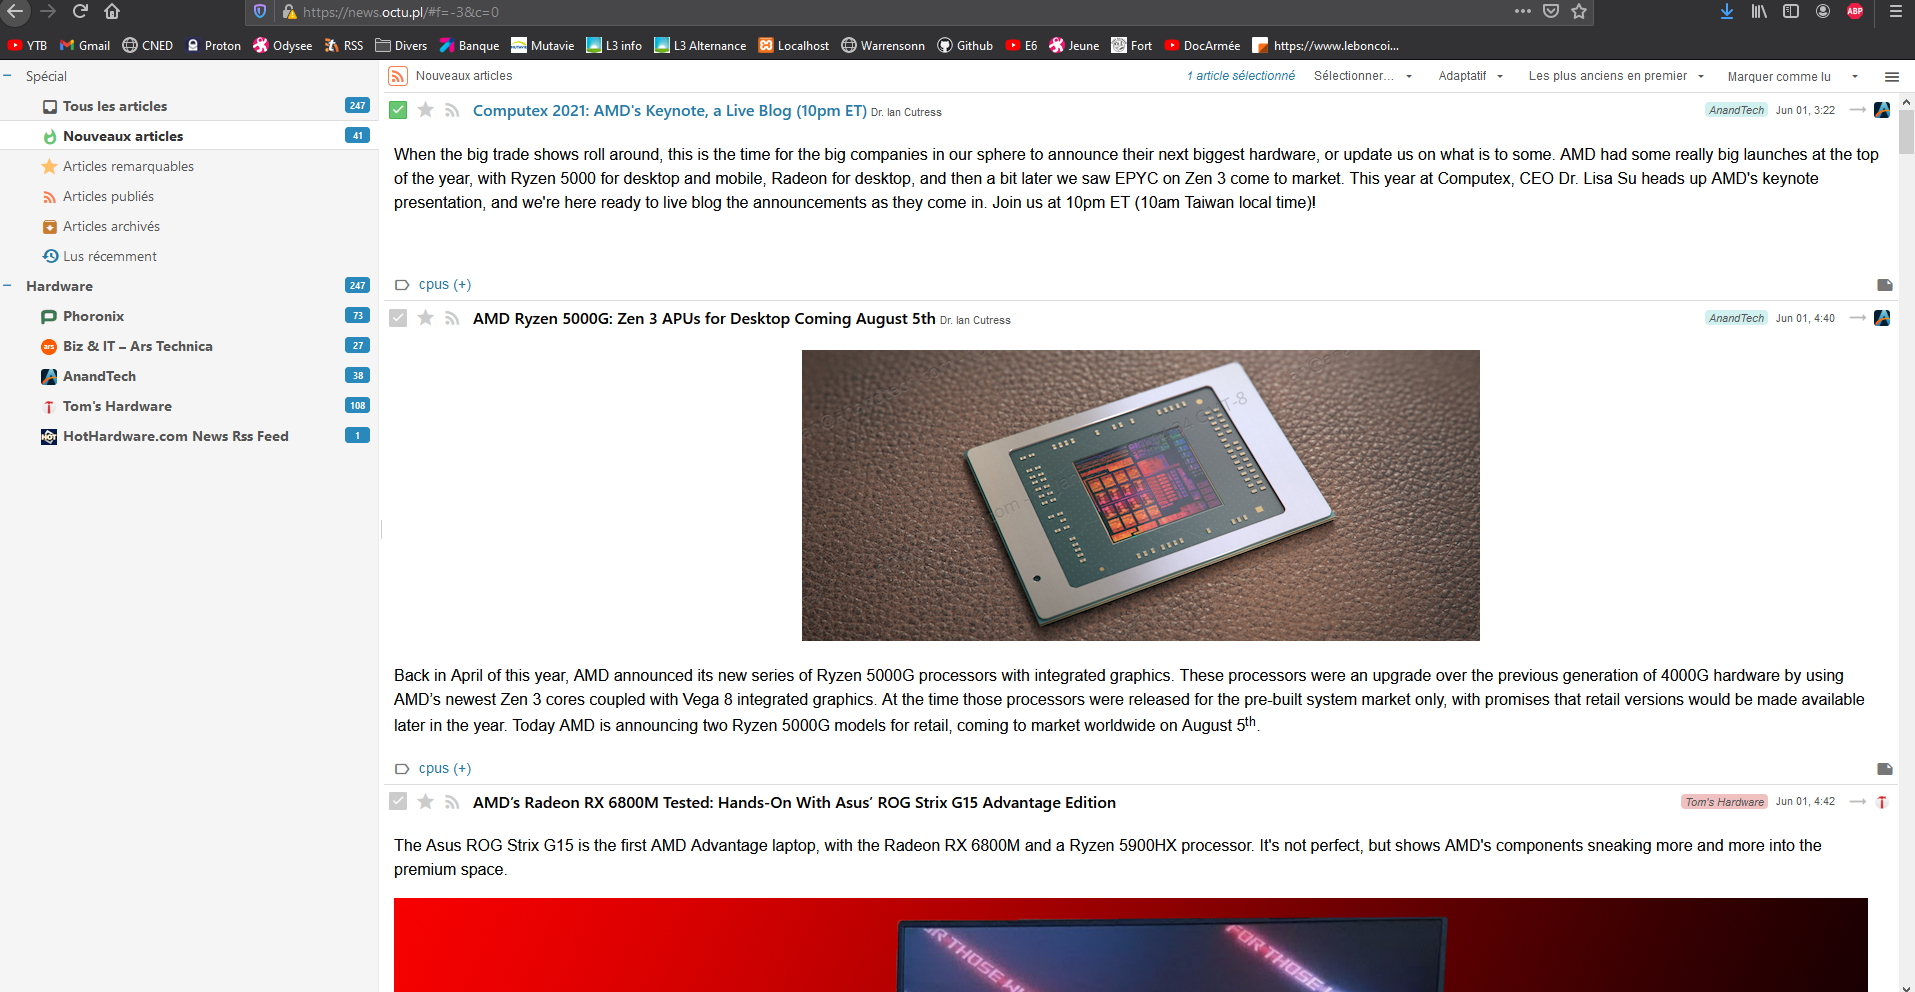 https://news.octu.pl/#f=-3&c=0
YTB Gmail CNED Proton Odysee RSS Divers Banque Mutavie L3 info L3 Alternance Localhost Warrensonn Github E6 Jeune Fort DocArmée https://www.leboncoi...
ABP
Spécial
Tous les articles 247
Nouveaux articles 41
Articles remarquables
Articles publiés
Articles archivés
Lus récemment
Hardware 247
Phoronix 73
ars Biz & IT – Ars Technica 27
AnandTech 38
Tom's Hardware 108
HOT HotHardware.com News Rss Feed 1
Nouveaux articles 1 article sélectionné Sélectionner... Adaptatif Les plus anciens en premier Marquer comme lu
Computex 2021: AMD's Keynote, a Live Blog (10pm ET) Dr. Ian Cutress AnandTech Jun 01, 3:22
When the big trade shows roll around, this is the time for the big companies in our sphere to announce their next biggest hardware, or update us on what is to some. AMD had some really big launches at the top
of the year, with Ryzen 5000 for desktop and mobile, Radeon for desktop, and then a bit later we saw EPYC on Zen 3 come to market. This year at Computex, CEO Dr. Lisa Su heads up AMD's keynote
presentation, and we're here ready to live blog the announcements as they come in. Join us at 10pm ET (10am Taiwan local time)!
cpus (+)
AMD Ryzen 5000G: Zen 3 APUs for Desktop Coming August 5th Dr. Ian Cutress AnandTech Jun 01, 4:40
Back in April of this year, AMD announced its new series of Ryzen 5000G processors with integrated graphics. These processors were an upgrade over the previous generation of 4000G hardware by using
AMD’s newest Zen 3 cores coupled with Vega 8 integrated graphics. At the time those processors were released for the pre-built system market only, with promises that retail versions would be made available
later in the year. Today AMD is announcing two Ryzen 5000G models for retail, coming to market worldwide on August 5th.
cpus (+)
AMD’s Radeon RX 6800M Tested: Hands-On With Asus’ ROG Strix G15 Advantage Edition Tom's Hardware Jun 01, 4:42
The Asus ROG Strix G15 is the first AMD Advantage laptop, with the Radeon RX 6800M and a Ryzen 5900HX processor. It's not perfect, but shows AMD's components sneaking more and more into the
premium space.
FOR THOSE
FOR THOSE